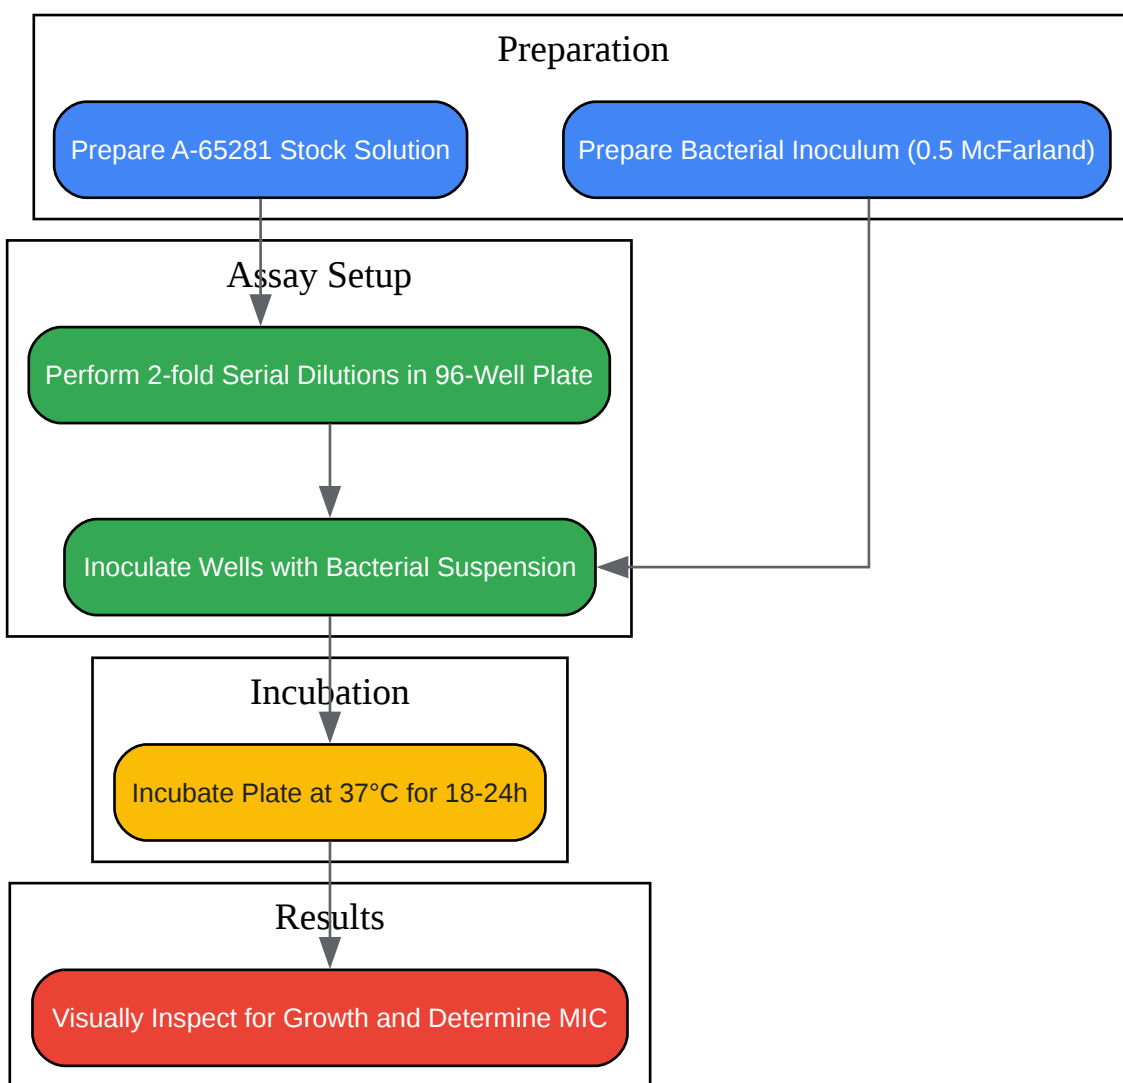 Preparation
Prepare A-65281 Stock Solution
Prepare Bacterial Inoculum (0.5 McFarland)
Assay Setup
Perform 2-fold Serial Dilutions in 96-Well Plate
Inoculate Wells with Bacterial Suspension
Incubation
Incubate Plate at 37°C for 18-24h
Results
Visually Inspect for Growth and Determine MIC